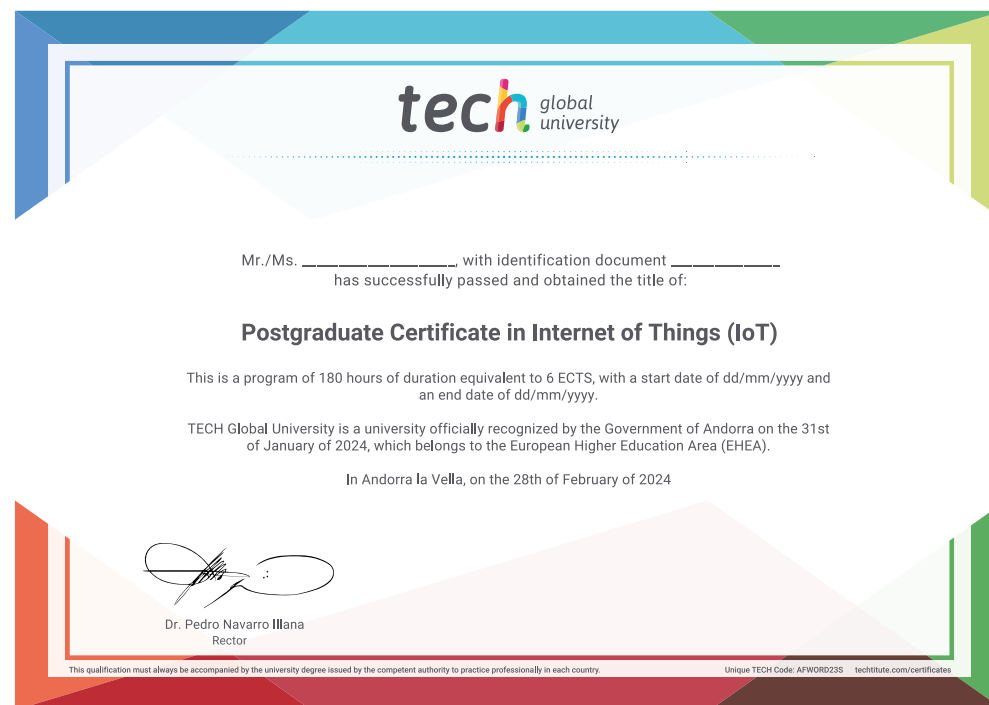 tech global
university
Mr./Ms. ____________________, with identification document ______________
has successfully passed and obtained the title of:
Postgraduate Certificate in Internet of Things (IoT)
This is a program of 180 hours of duration equivalent to 6 ECTS, with a start date of dd/mm/yyyy and
an end date of dd/mm/yyyy.
TECH Global University is a university officially recognized by the Government of Andorra on the 31st
of January of 2024, which belongs to the European Higher Education Area (EHEA).
In Andorra la Vella, on the 28th of February of 2024
Dr. Pedro Navarro Illana
Rector
This qualification must always be accompanied by the university degree issued by the competent authority to practice professionally in each country.
Unique TECH Code: AFWORD23S techtitute.com/certificates